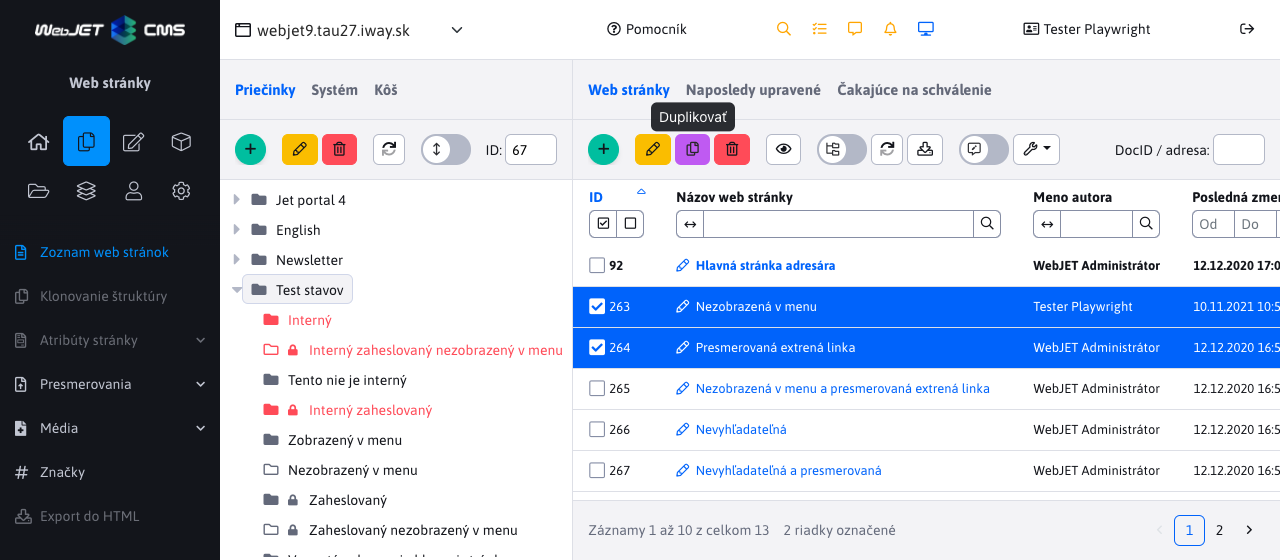 WebJET CMS
webjet9.tau27.iway.sk
Pomocník
Tester Playwright
Web stránky
Zoznam web stránok
Klonovanie štruktúry
Atribúty stránky
Presmerovania
Média
Značky
Export do HTML
Priečinky Systém Kôš
ID: 67
Jet portal 4
English
Newsletter
Test stavov
Interný
Interný zaheslovaný nezobrazený v menu
Tento nie je interný
Interný zaheslovaný
Zobrazený v menu
Nezobrazený v menu
Zaheslovaný
Zaheslovaný nezobrazený v menu
Web stránky Naposledy upravené Čakajúce na schválenie
Duplikovať
DocID / adresa:
ID Názov web stránky Meno autora Posledná zmen
Od Do
92 Hlavná stránka adresára WebJET Administrátor 12.12.2020 17:0
263 Nezobrazená v menu Tester Playwright 10.11.2021 10:5
264 Presmerovaná extrená linka WebJET Administrátor 12.12.2020 16:5
265 Nezobrazená v menu a presmerovaná extrená linka WebJET Administrátor 12.12.2020 16:5
266 Nevyhľadateľná WebJET Administrátor 12.12.2020 16:5
267 Nevyhľadateľná a presmerovaná WebJET Administrátor 12.12.2020 16:5
Záznamy 1 až 10 z celkom 13 2 riadky označené
1 2